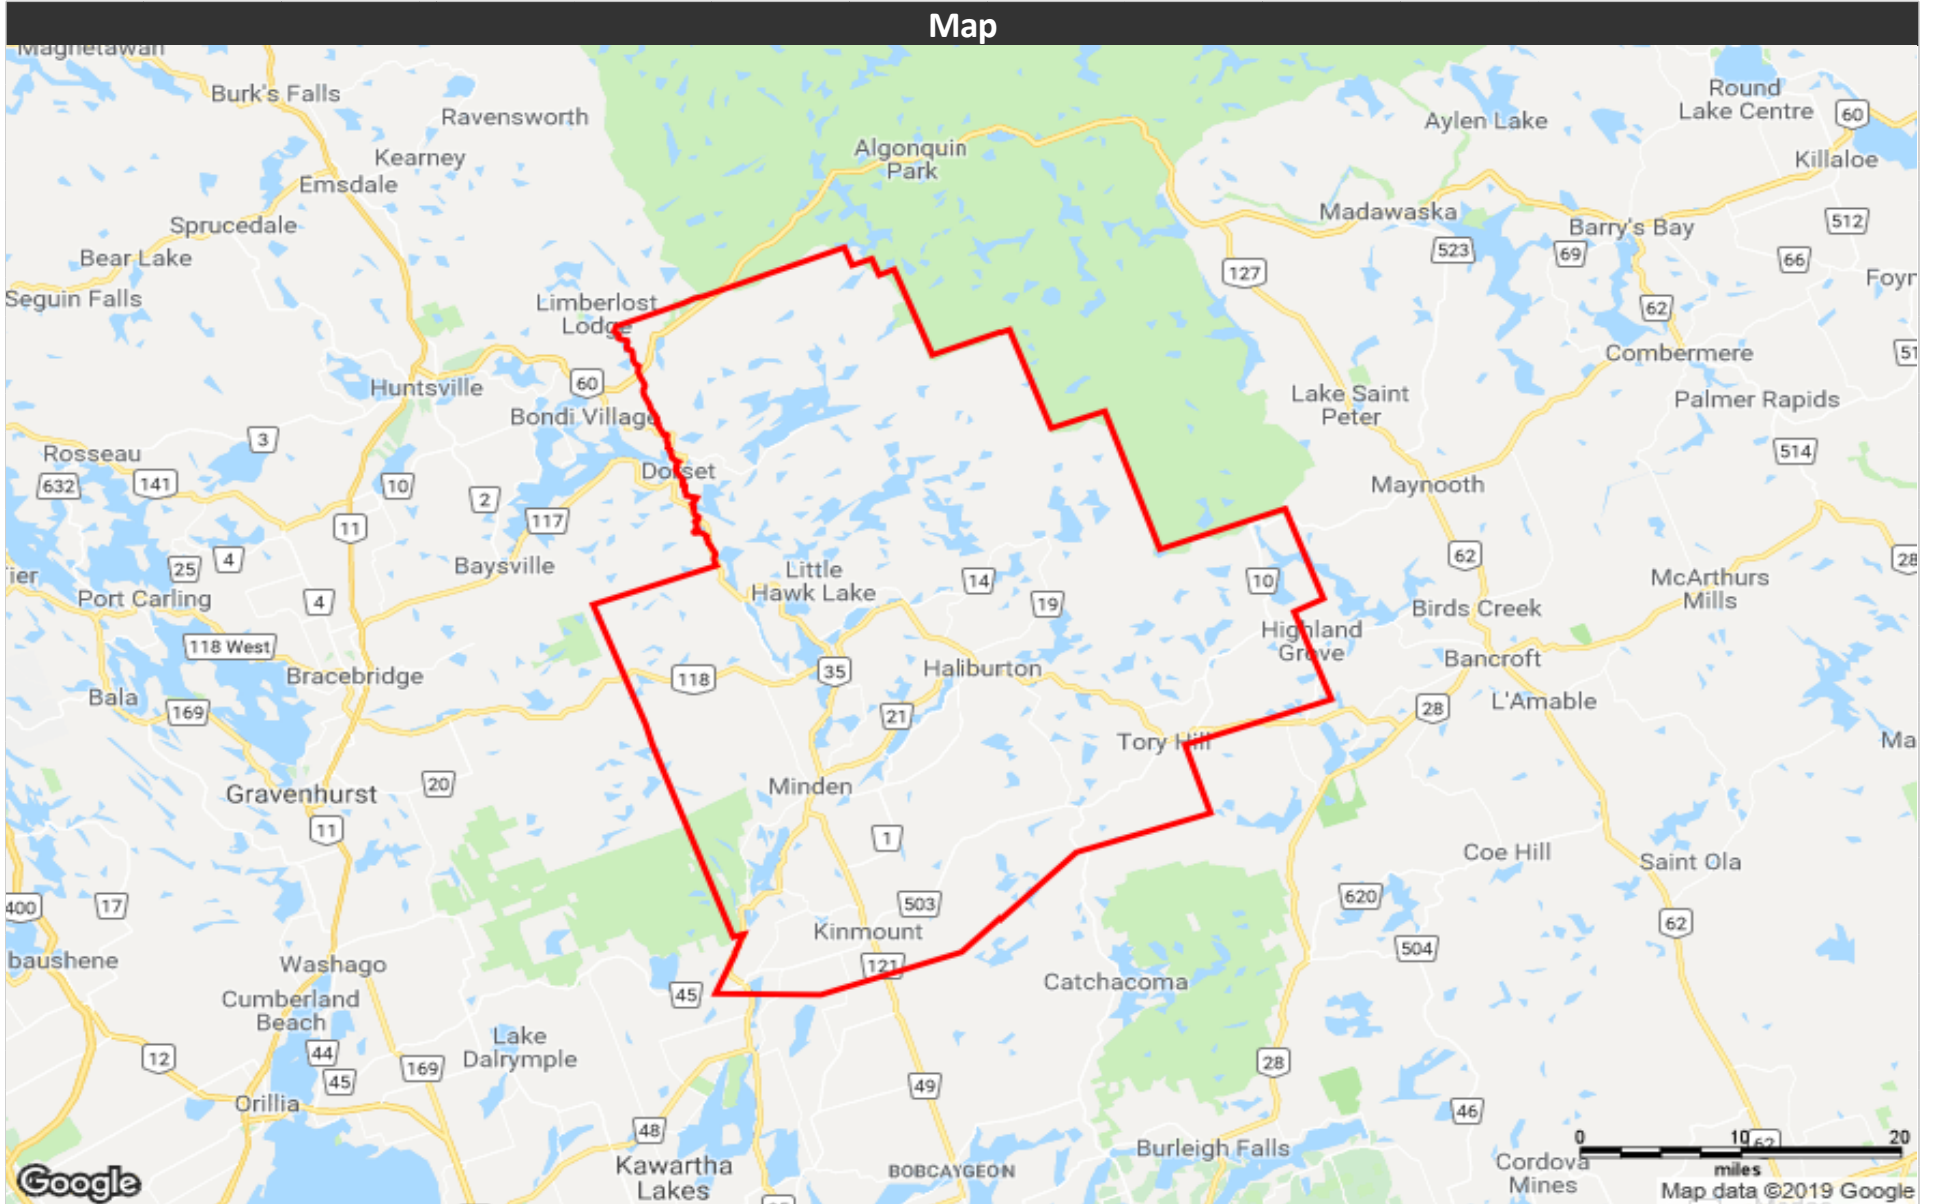 Map
Magnetawan
Burk's Falls
Ravensworth
Kearney
Emsdale
Sprucedale
Bear Lake
Seguin Falls
Algonquin
Park
Aylen Lake
Round
Lake Centre
60
Killaloe
Madawaska
512
Barry's Bay
523
69
66
127
62
Limberlost
Lodge
Combermere
Huntsville
60
Bondi Village
Lake Saint
Peter
Palmer Rapids
3
Rosseau
632
141
10
2
117
11
Dorset
514
Maynooth
62
28
25
4
Baysville
Little
Hawk Lake
14
19
10
McArthurs
Mills
Port Carling
4
Birds Creek
118 West
Highland
Grove
Bracebridge
118
35
Haliburton
Bancroft
Bala
169
21
28
L'Amable
Tory Hill
Minden
20
Gravenhurst
11
1
Coe Hill
Saint Ola
400
17
503
620
62
Kinmount
121
504
baushene
Washago
45
Catchacoma
Cumberland
Beach
Lake
Dalrymple
12
44
45
169
28
49
Orillia
48
46
Burleigh Falls
Kawartha
Lakes
BOBCAYGEON
Cordova
Mines
62
0 10 20
miles
Google
Map data ©2019 Google